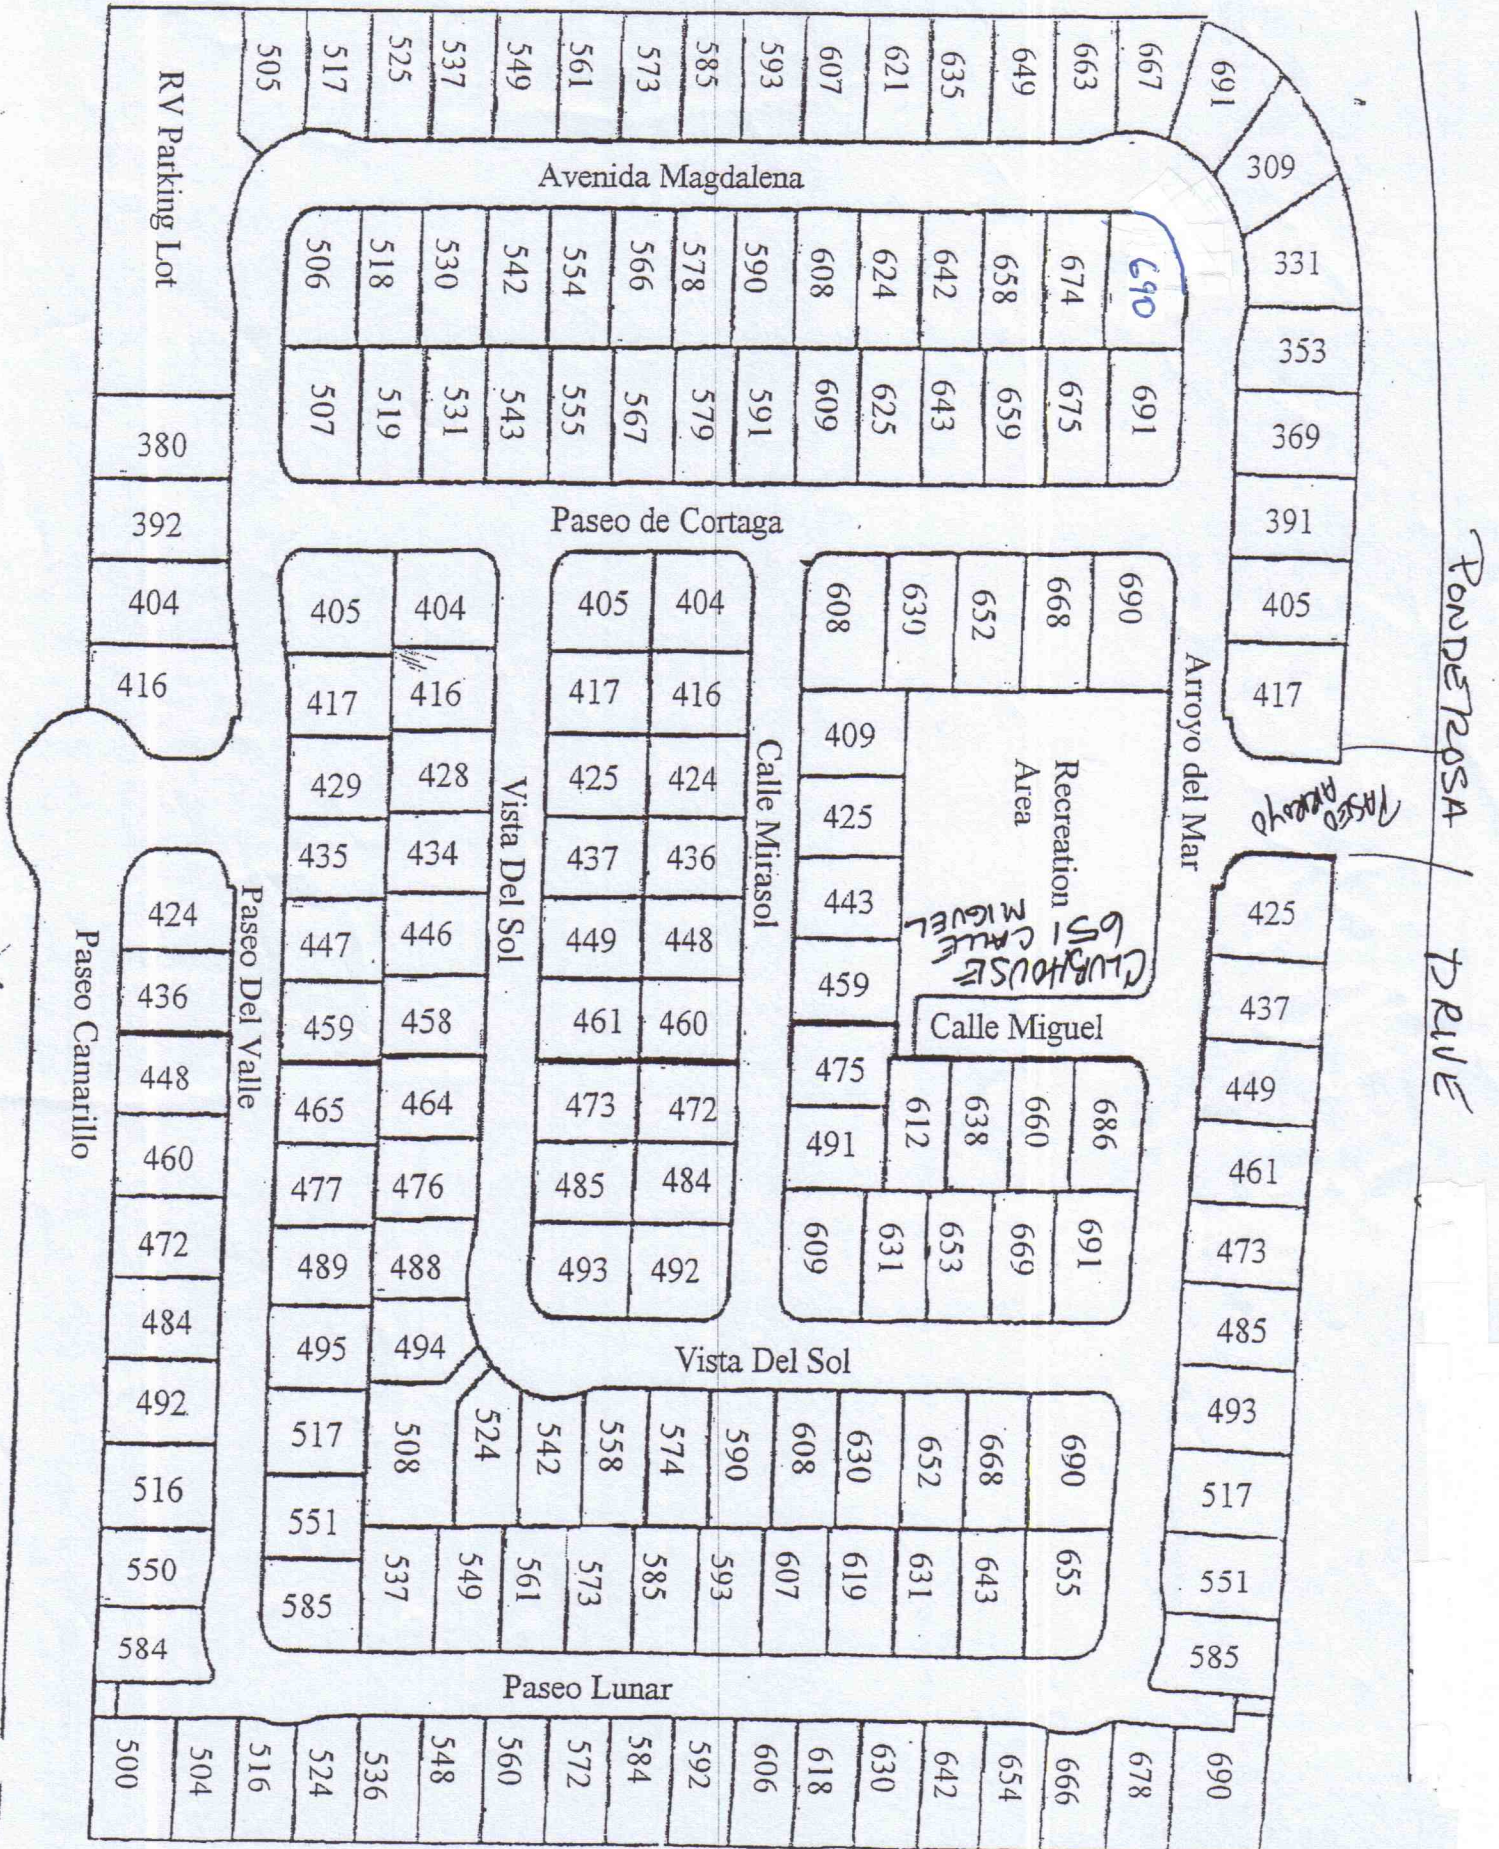 505 517 525 537 549 561 573 585 593 607 621 635 649 663 667 691
309
331
353
369
391
405
417
RV Parking Lot
Avenida Magdalena
506 518 530 542 554 566 578 590 608 624 642 658 674 690
507 519 531 543 555 567 579 591 609 625 643 659 675 691
380
392
404
416
Paseo de Cortaga
405 404
417 416
429 428
435 434
447 446
459 458
465 464
477 476
489 488
495 494
517
551
585
Vista Del Sol
405 404
417 416
425 424
437 436
449 448
461 460
473 472
485 484
493 492
Calle Mirasol
608 639 652 668 690
409
425
443
459
475
491
Recreation
Area
CLUBHOUSE
651 CALLE
MIGUEL
Calle Miguel
612 638 660 686
609 631 653 669 691
Arroyo del Mar
PASEO
ARROYO
PONDEROSA DRIVE
425
437
449
461
473
485
493
517
551
585
Paseo Del Valle
Paseo Camarillo
424
436
448
460
472
484
492
516
550
584
Vista Del Sol
508 524 542 558 574 590 608 630 652 668 690
537 549 561 573 585 593 607 619 631 643 655
Paseo Lunar
500 504 516 524 536 548 560 572 584 592 606 618 630 642 654 666 678 690